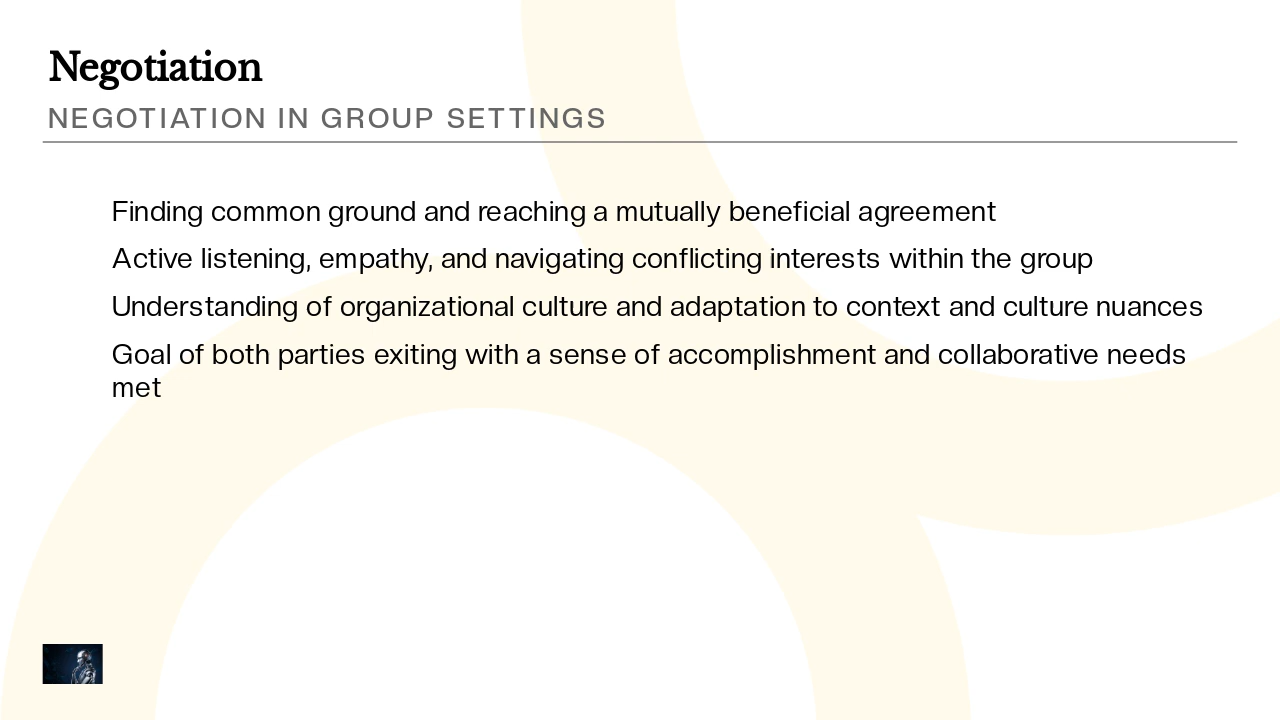 Negotiation
NEGOTIATION IN GROUP SETTINGS
Finding common ground and reaching a mutually beneficial agreement
Active listening, empathy, and navigating conflicting interests within the group
Understanding of organizational culture and adaptation to context and culture nuances
Goal of both parties exiting with a sense of accomplishment and collaborative needs
met